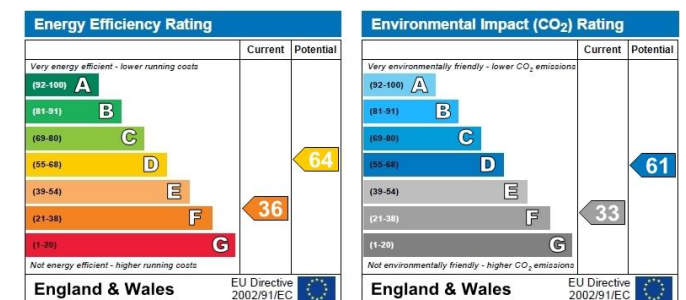 Energy Efficiency Rating
Current Potential
Very energy efficient - lower running costs
(92-100) A
(81-91) B
(69-80) C
(55-68) D
64
(39-54) E
(21-38) F
36
(1-20) G
Not energy efficient - higher running costs
England & Wales
EU Directive
2002/91/EC
Environmental Impact (CO2) Rating
Current Potential
Very environmentally friendly - lower CO2 emissions
(92-100) A
(81-91) B
(69-80) C
(55-68) D
61
(39-54) E
(21-38) F
33
(1-20) G
Not environmentally friendly - higher CO2 emissions
England & Wales
EU Directive
2002/91/EC